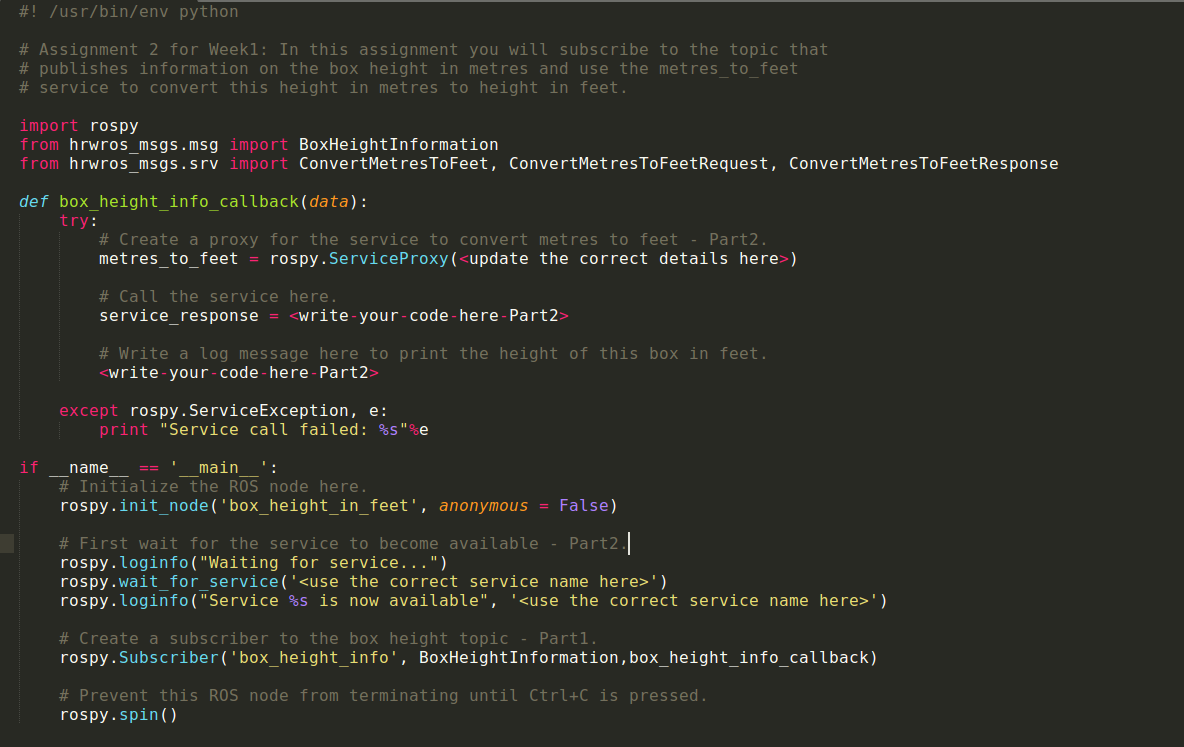 #! /usr/bin/env python
# Assignment 2 for Week1: In this assignment you will subscribe to the topic that
# publishes information on the box height in metres and use the metres_to_feet
# service to convert this height in metres to height in feet.
import rospy
from hrwros_msgs.msg import BoxHeightInformation
from hrwros_msgs.srv import ConvertMetresToFeet, ConvertMetresToFeetRequest, ConvertMetresToFeetResponse
def box_height_info_callback(data):
    try:
        # Create a proxy for the service to convert metres to feet - Part2.
        metres_to_feet = rospy.ServiceProxy(<update the correct details here>)
        # Call the service here.
        service_response = <write-your-code-here-Part2>
        # Write a log message here to print the height of this box in feet.
        <write-your-code-here-Part2>
    except rospy.ServiceException, e:
        print "Service call failed: %s"%e
if __name__ == '__main__':
    # Initialize the ROS node here.
    rospy.init_node('box_height_in_feet', anonymous = False)
    # First wait for the service to become available - Part2.
    rospy.loginfo("Waiting for service...")
    rospy.wait_for_service('<use the correct service name here>')
    rospy.loginfo("Service %s is now available", '<use the correct service name here>')
    # Create a subscriber to the box height topic - Part1.
    rospy.Subscriber('box_height_info', BoxHeightInformation,box_height_info_callback)
    # Prevent this ROS node from terminating until Ctrl+C is pressed.
    rospy.spin()